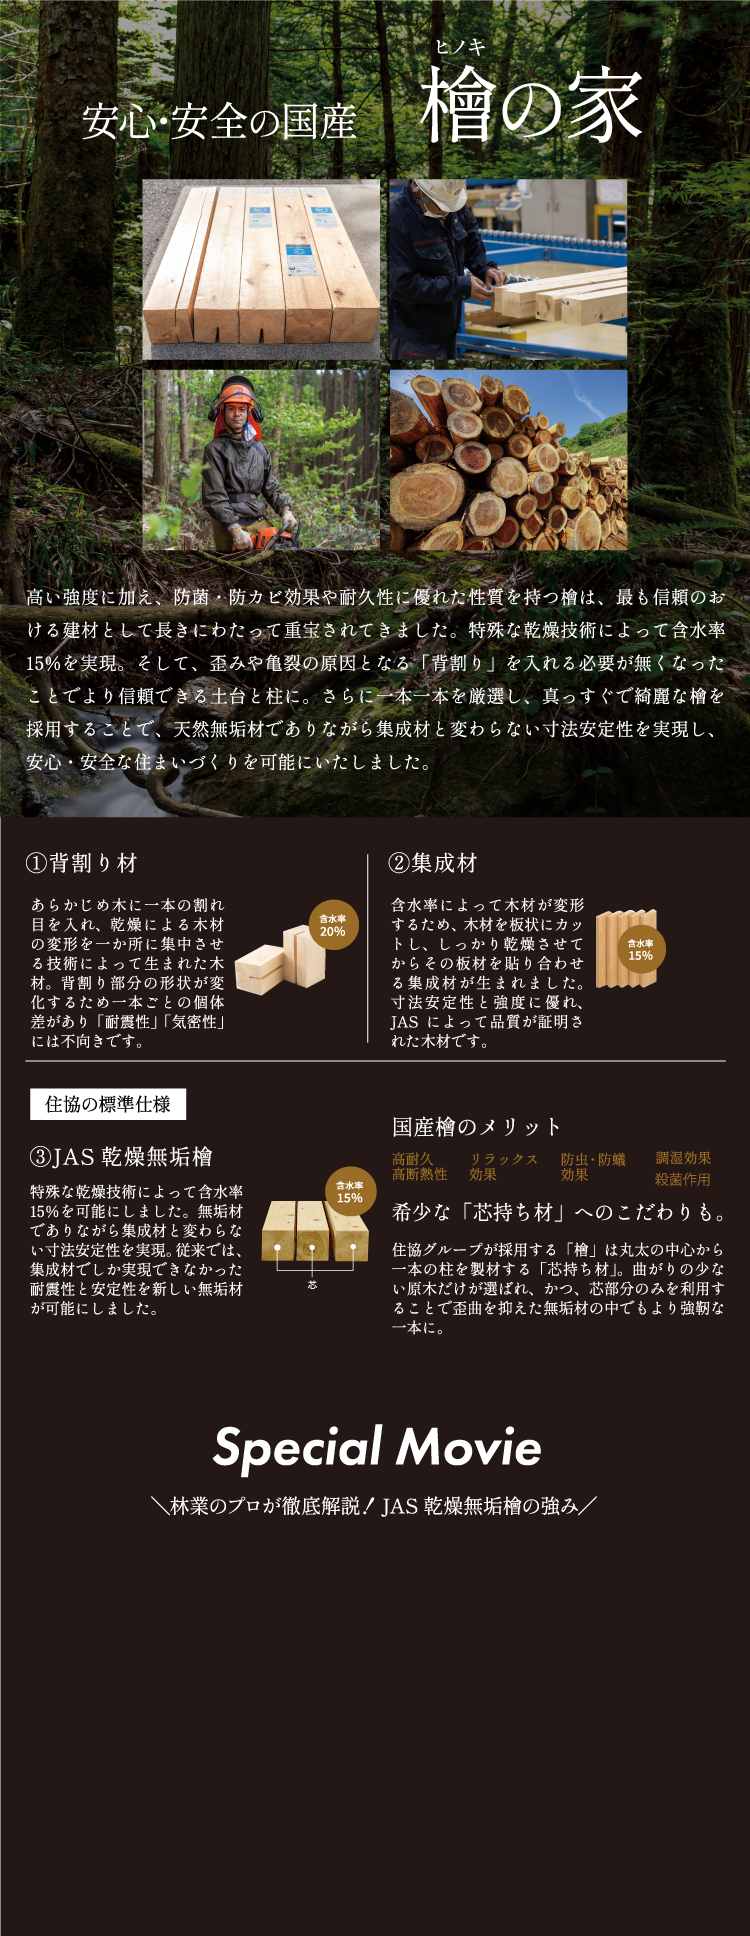 ヒノキ
安心・安全の国産 檜の家
高い強度に加え、防菌・防カビ効果や耐久性に優れた性質を持つ檜は、最も信頼のお
ける建材として長きにわたって重宝されてきました。特殊な乾燥技術によって含水率
15%を実現。そして、歪みや亀裂の原因となる「背割り」を入れる必要が無くなった
ことでより信頼できる土台と柱に。さらに一本一本を厳選し、真っすぐで綺麗な檜を
採用することで、天然無垢材でありながら集成材と変わらない寸法安定性を実現し、
安心・安全な住まいづくりを可能にいたしました。
①背割り材
あらかじめ木に一本の割れ
目を入れ、乾燥による木材
の変形を一か所に集中させ
る技術によって生まれた木
材。背割り部分の形状が変
化するため一本ごとの個体
差があり「耐震性」「気密性」
には不向きです。
含水率
20%
②集成材
含水率によって木材が変形
するため、木材を板状にカッ
トし、しっかり乾燥させて
からその板材を貼り合わせ
る集成材が生まれました。
寸法安定性と強度に優れ、
JAS によって品質が証明さ
れた木材です。
含水率
15%
住協の標準仕様
③JAS 乾燥無垢檜
特殊な乾燥技術によって含水率
15%を可能にしました。無垢材
でありながら集成材と変わらな
い寸法安定性を実現。従来では、
集成材でしか実現できなかった
耐震性と安定性を新しい無垢材
が可能にしました。
含水率
15%
芯
国産檜のメリット
高耐久
高断熱性
リラックス
効果
防虫・防蟻
効果
調湿効果
殺菌作用
希少な「芯持ち材」へのこだわりも。
住協グループが採用する「檜」は丸太の中心から
一本の柱を製材する「芯持ち材」。曲がりの少な
い原木だけが選ばれ、かつ、芯部分のみを利用す
ることで歪曲を抑えた無垢材の中でもより強靭な
一本に。
Special Movie
＼林業のプロが徹底解説！JAS 乾燥無垢檜の強み／